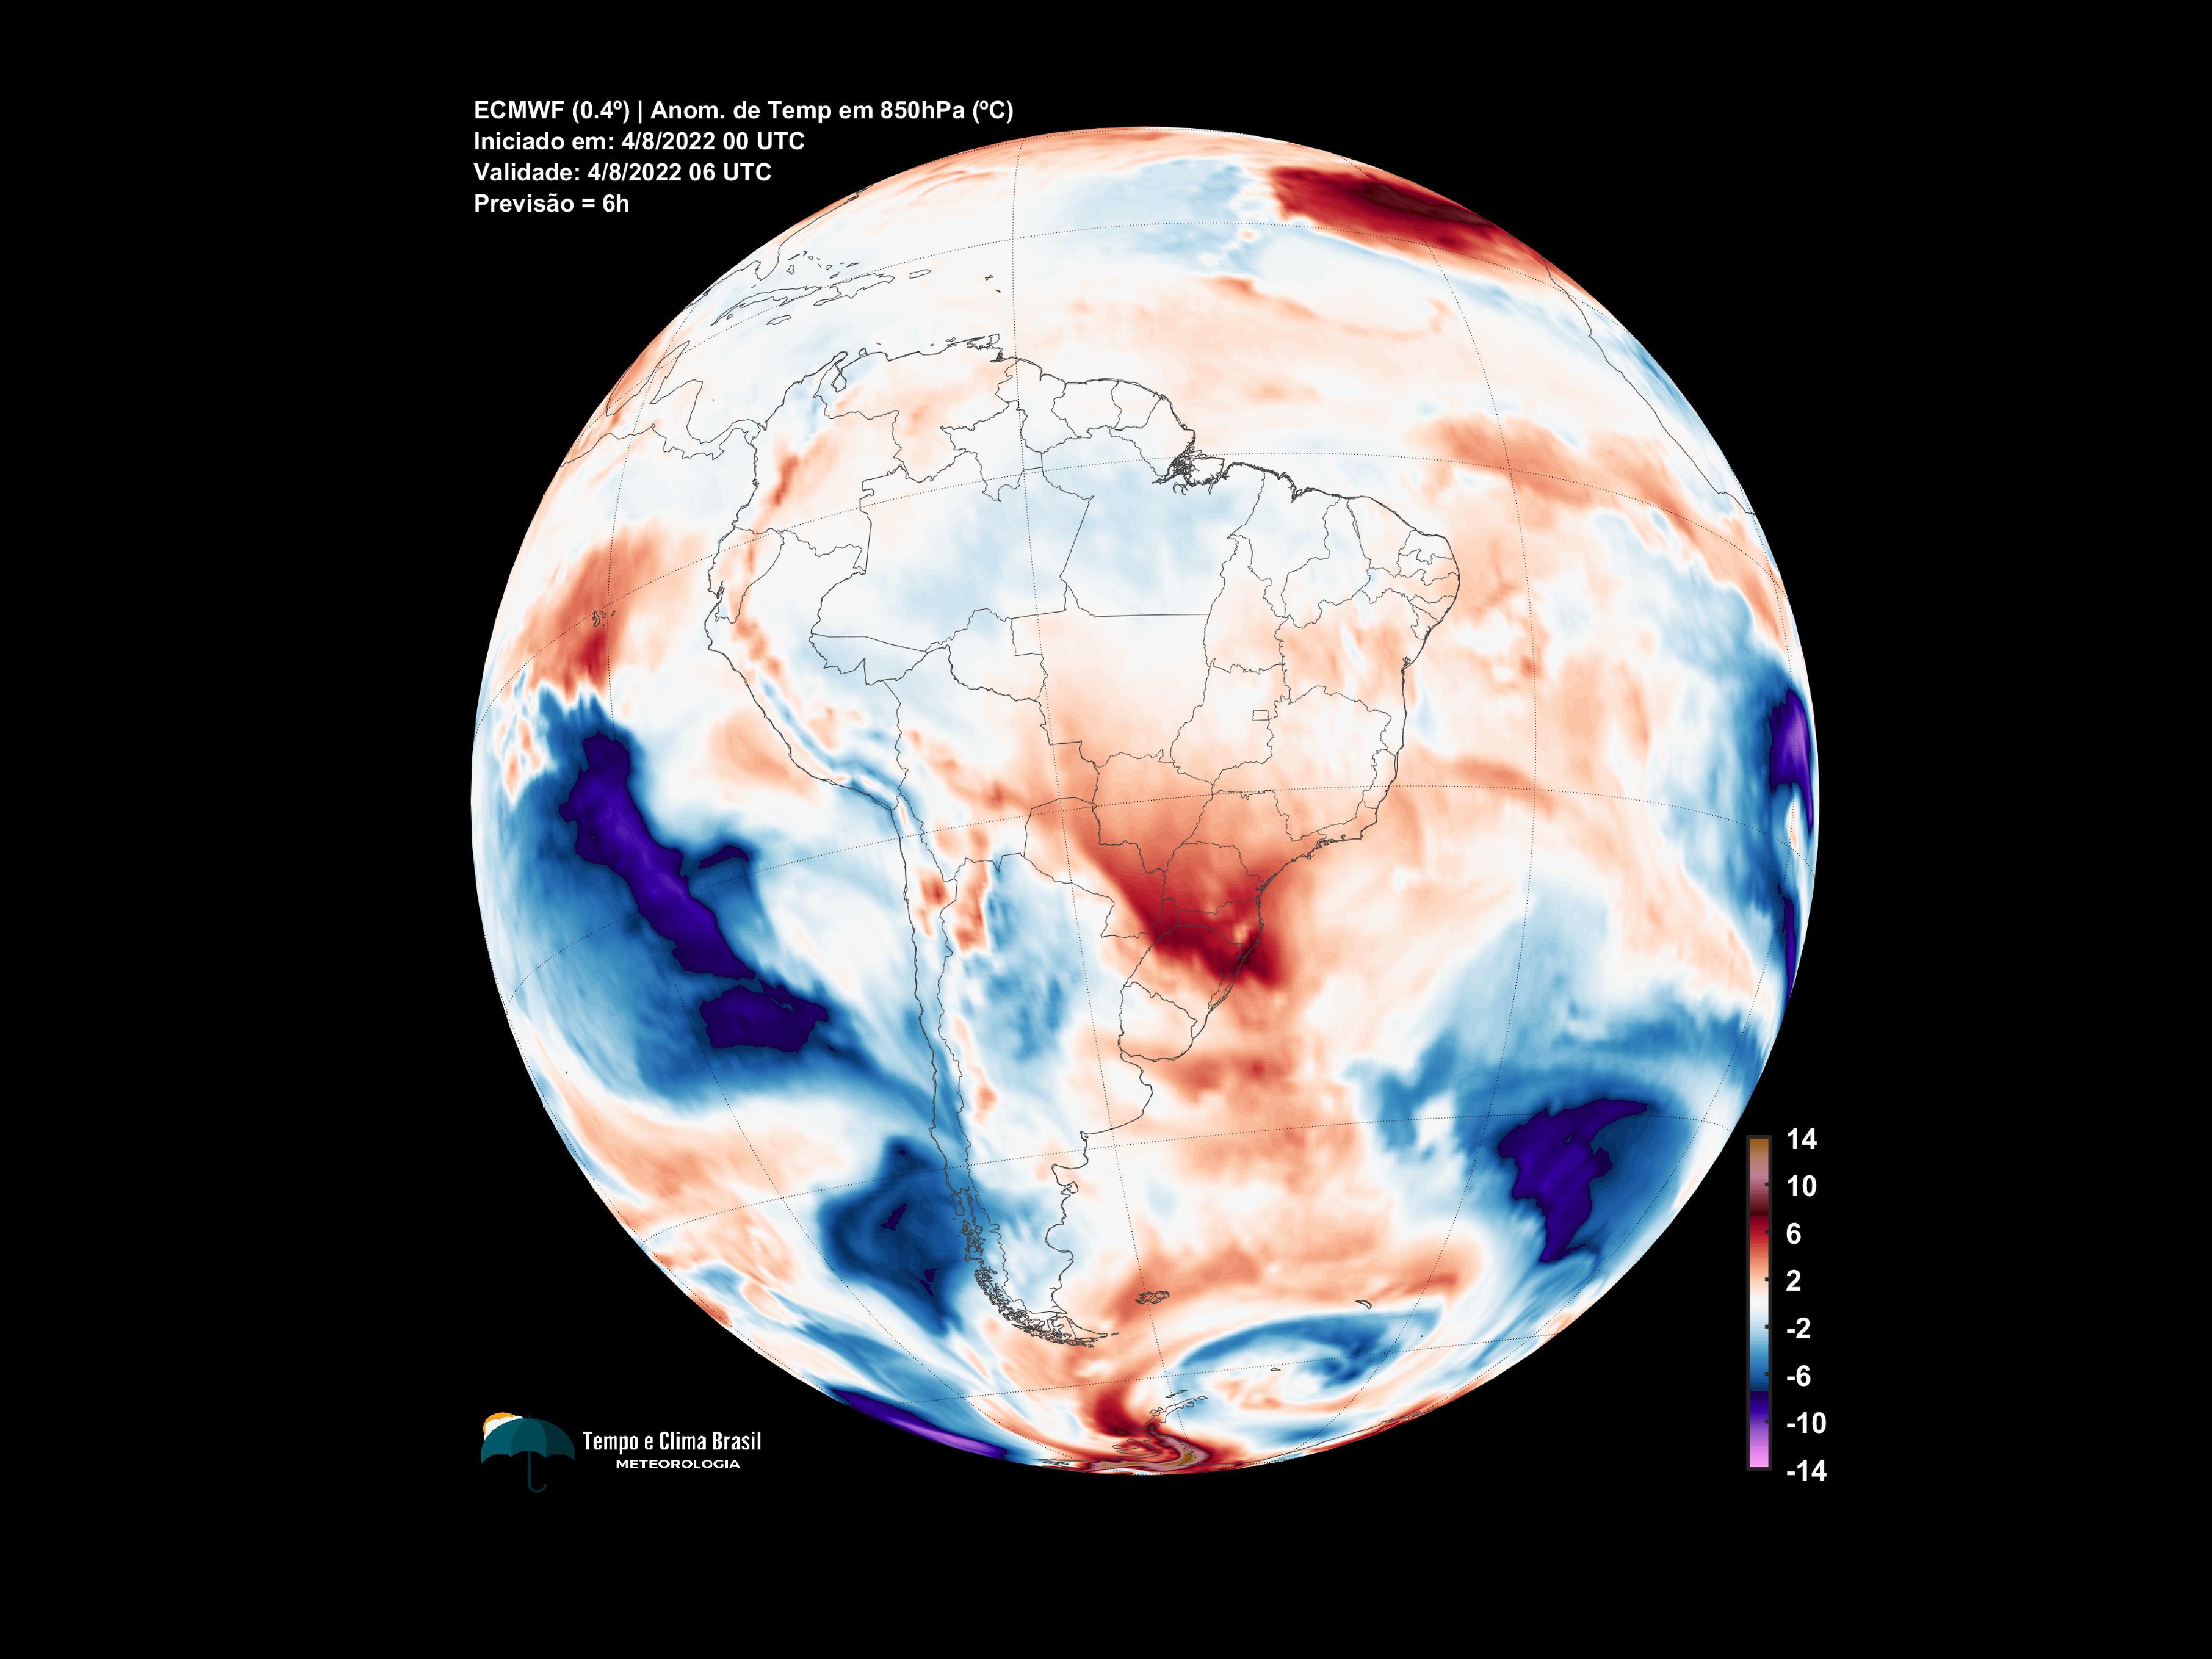 ECMWF (0.4º) | Anom. de Temp em 850hPa (ºC)
Iniciado em: 4/8/2022 00 UTC
Validade: 4/8/2022 06 UTC
Previsão = 6h
14
10
6
2
-2
-6
-10
-14
Tempo e Clima Brasil
METEOROLOGIA